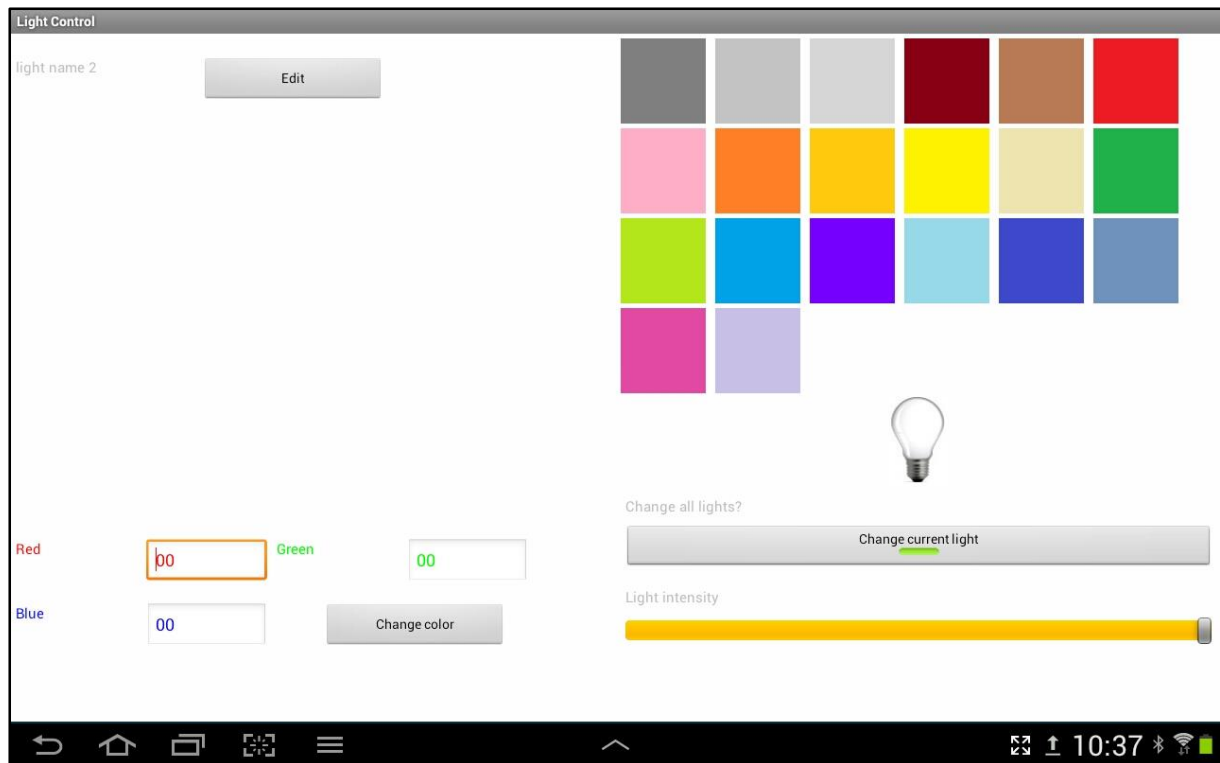 Light Control
light name 2
Edit
Change all lights?
Change current light
Red
00
Green
00
Light intensity
Blue
00
Change color
10:37